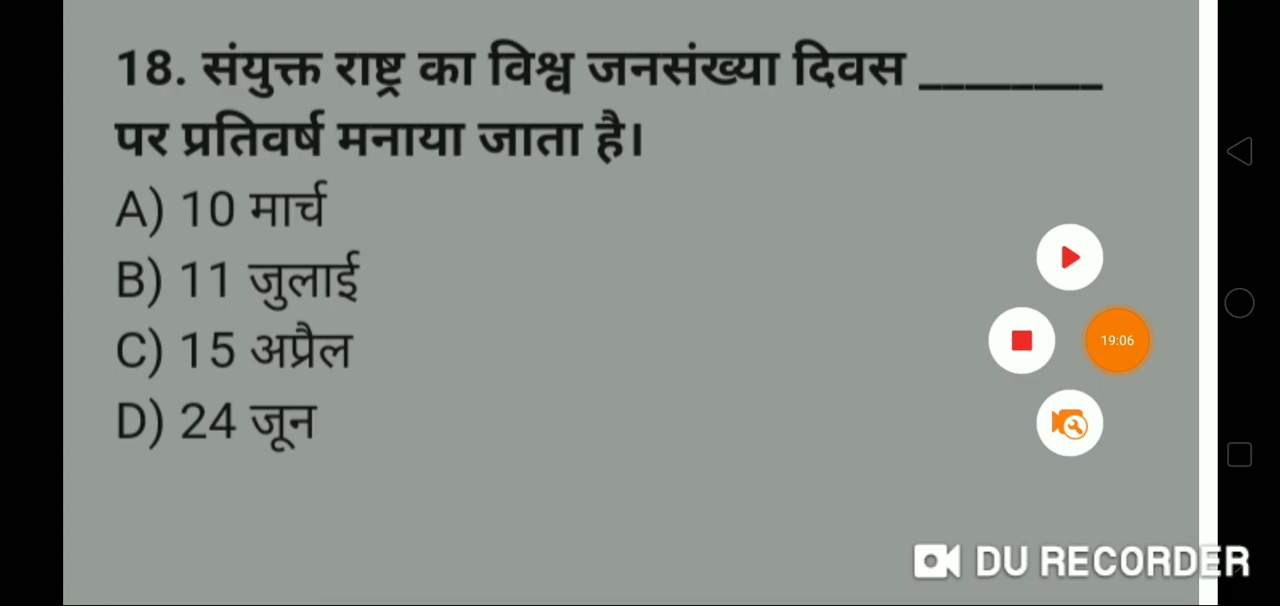 18. संयुक्त राष्ट्र का विश्व जनसंख्या दिवस ________
पर प्रतिवर्ष मनाया जाता है।
A) 10 मार्च
B) 11 जुलाई
C) 15 अप्रैल
D) 24 जून
19:06
DU RECORDER